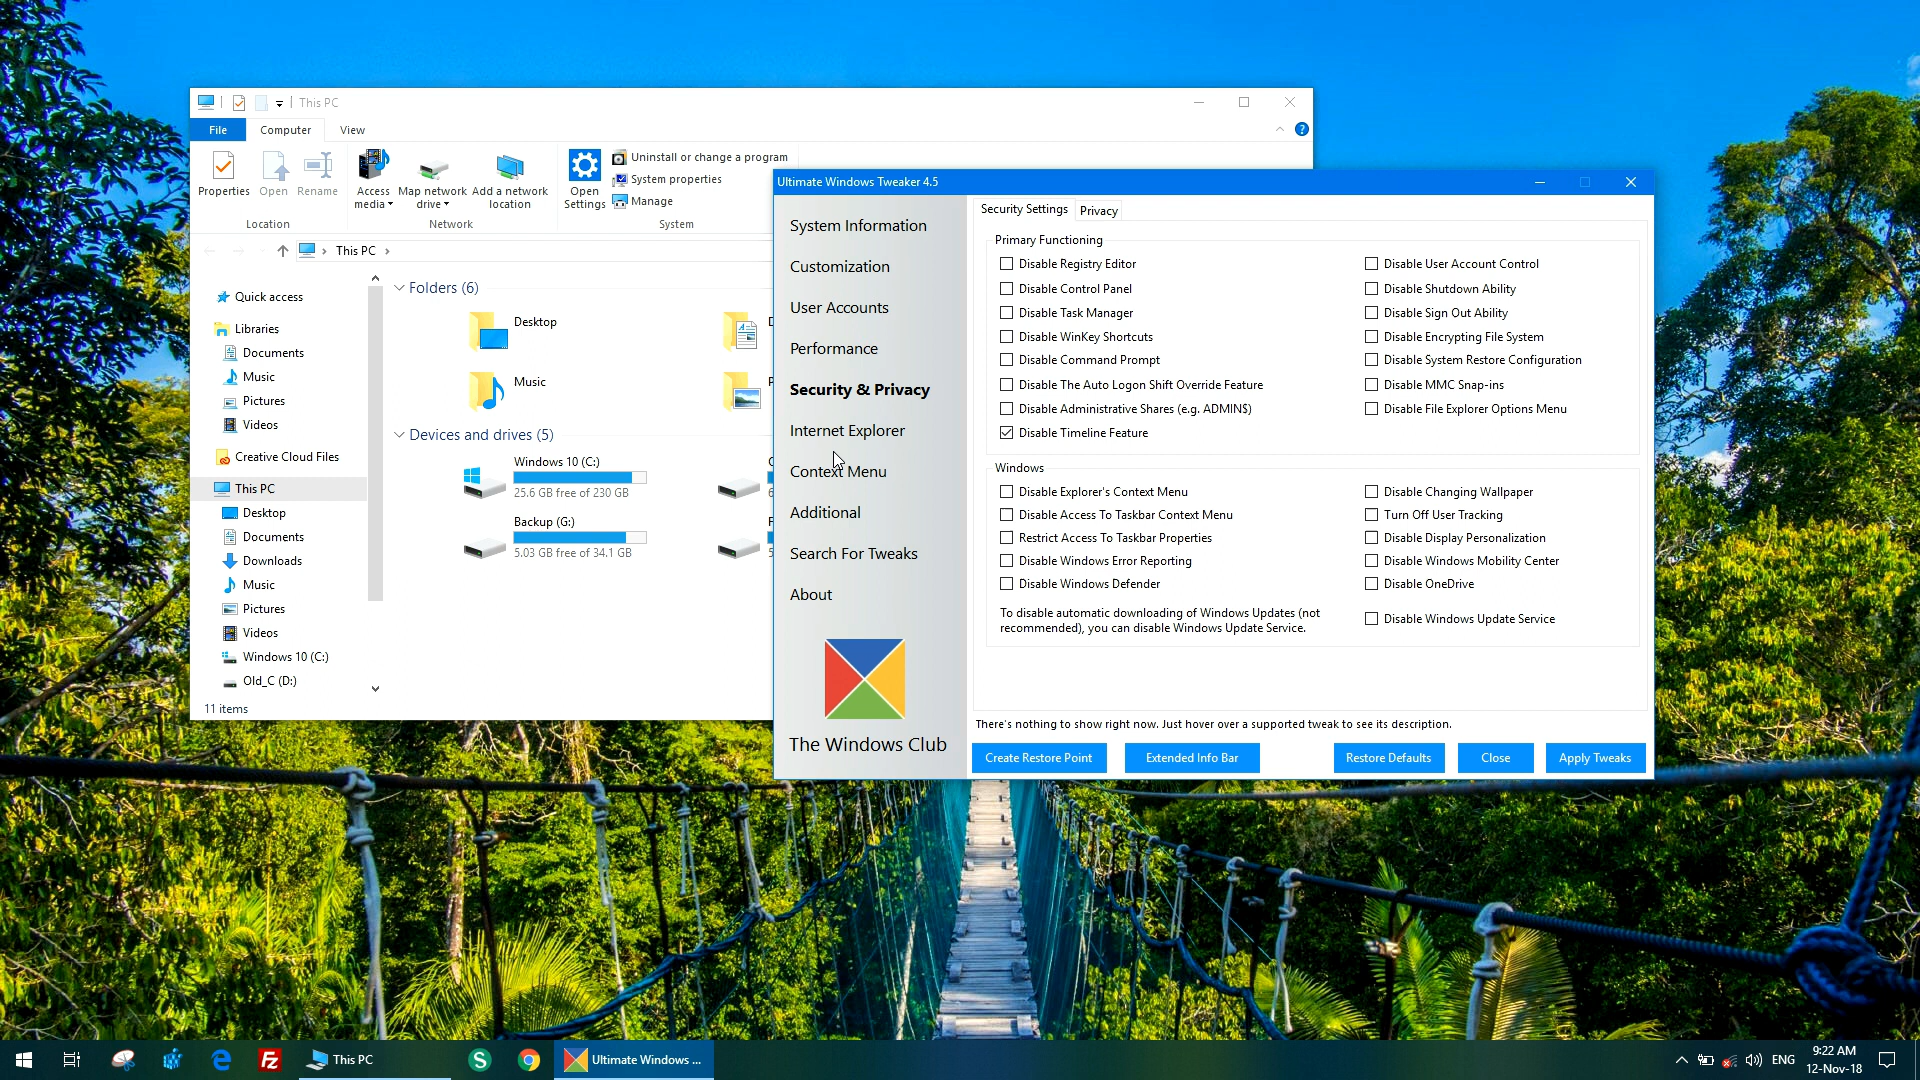 This PC
File
Computer
View
Properties
Open
Rename
Access media
Map network drive
Add a network location
Open Settings
Uninstall or change a program
System properties
Manage
Location
Network
System
This PC
Quick access
Libraries
Documents
Music
Pictures
Videos
Creative Cloud Files
This PC
Desktop
Documents
Downloads
Music
Pictures
Videos
Windows 10 (C:)
Old_C (D:)
11 items
Folders (6)
Desktop
Music
Devices and drives (5)
Windows 10 (C:)
25.6 GB free of 230 GB
Backup (G:)
5.03 GB free of 34.1 GB
Ultimate Windows Tweaker 4.5
System Information
Customization
User Accounts
Performance
Security & Privacy
Internet Explorer
Context Menu
Additional
Search For Tweaks
About
The Windows Club
Security Settings
Privacy
Primary Functioning
Disable Registry Editor
Disable Control Panel
Disable Task Manager
Disable WinKey Shortcuts
Disable Command Prompt
Disable The Auto Logon Shift Override Feature
Disable Administrative Shares (e.g. ADMIN$)
Disable Timeline Feature
Disable User Account Control
Disable Shutdown Ability
Disable Sign Out Ability
Disable Encrypting File System
Disable System Restore Configuration
Disable MMC Snap-ins
Disable File Explorer Options Menu
Windows
Disable Explorer's Context Menu
Disable Access To Taskbar Context Menu
Restrict Access To Taskbar Properties
Disable Windows Error Reporting
Disable Windows Defender
To disable automatic downloading of Windows Updates (not
recommended), you can disable Windows Update Service.
Disable Changing Wallpaper
Turn Off User Tracking
Disable Display Personalization
Disable Windows Mobility Center
Disable OneDrive
Disable Windows Update Service
There's nothing to show right now. Just hover over a supported tweak to see its description.
Create Restore Point
Extended Info Bar
Restore Defaults
Close
Apply Tweaks
This PC
Ultimate Windows ...
ENG
9:22 AM
12-Nov-18